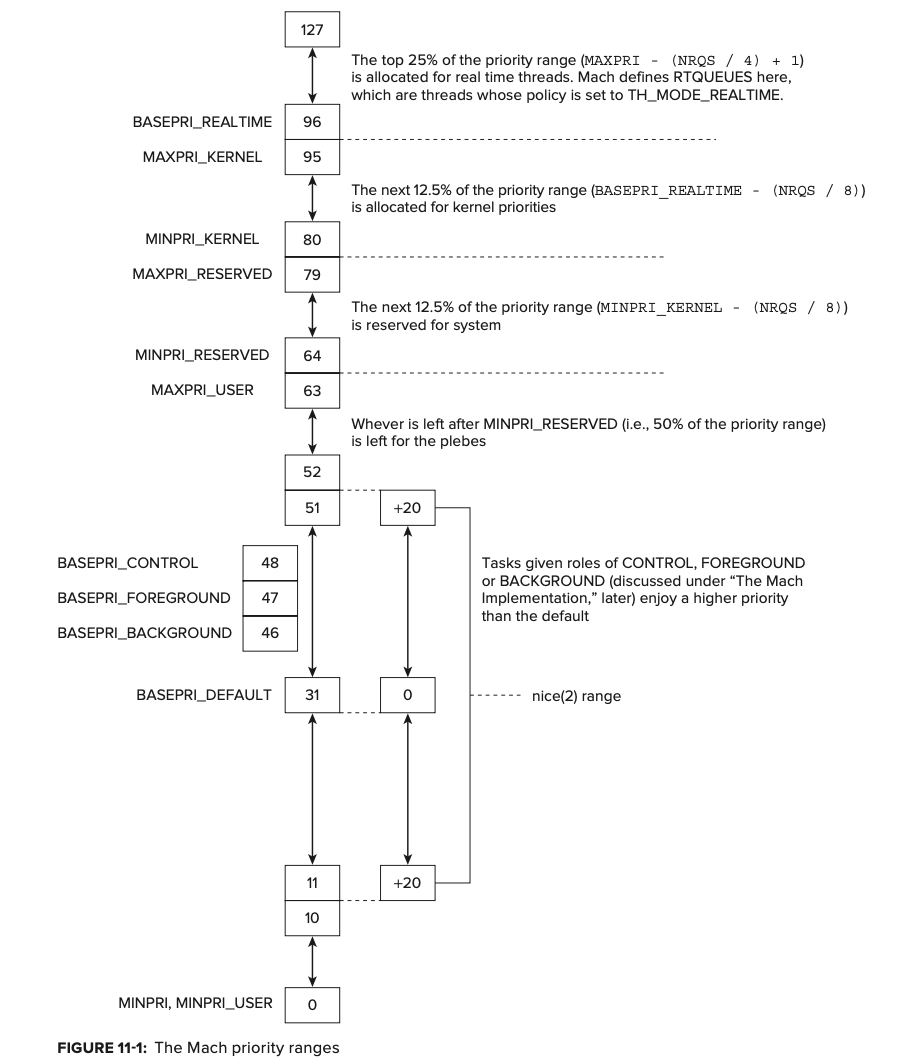 127
The top 25% of the priority range (MAXPRI - (NRQS / 4) + 1)
is allocated for real time threads. Mach defines RTQUEUES here,
which are threads whose policy is set to TH_MODE_REALTIME.
BASEPRI_REALTIME 96
MAXPRI_KERNEL 95
The next 12.5% of the priority range (BASEPRI_REALTIME - (NRQS / 8))
is allocated for kernel priorities
MINPRI_KERNEL 80
MAXPRI_RESERVED 79
The next 12.5% of the priority range (MINPRI_KERNEL - (NRQS / 8))
is reserved for system
MINPRI_RESERVED 64
MAXPRI_USER 63
Whever is left after MINPRI_RESERVED (i.e., 50% of the priority range)
is left for the plebes
52
51 +20
BASEPRI_CONTROL 48
BASEPRI_FOREGROUND 47
BASEPRI_BACKGROUND 46
Tasks given roles of CONTROL, FOREGROUND
or BACKGROUND (discussed under “The Mach
Implementation,” later) enjoy a higher priority
than the default
BASEPRI_DEFAULT 31 0 nice(2) range
11 +20
10
MINPRI, MINPRI_USER 0
FIGURE 11-1: The Mach priority ranges